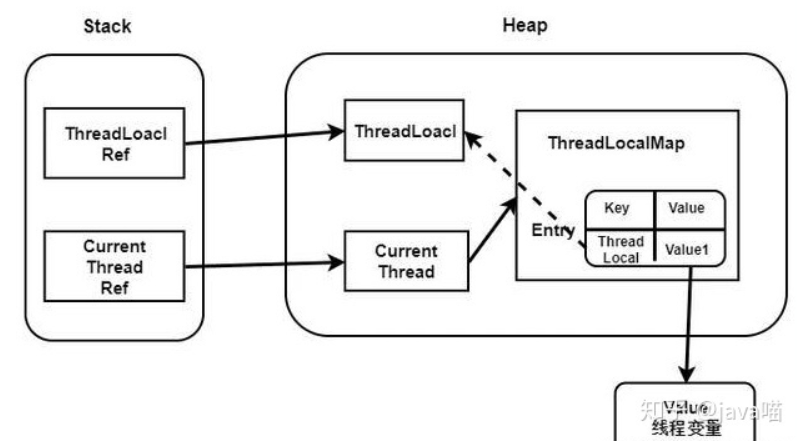 Stack
Heap
ThreadLoacl
Ref
ThreadLoacl
ThreadLocalMap
Key
Value
Entry
Thread
Local
Value1
Current
Thread
Ref
Current
Thread
Value
线程变量
知乎 @java喵